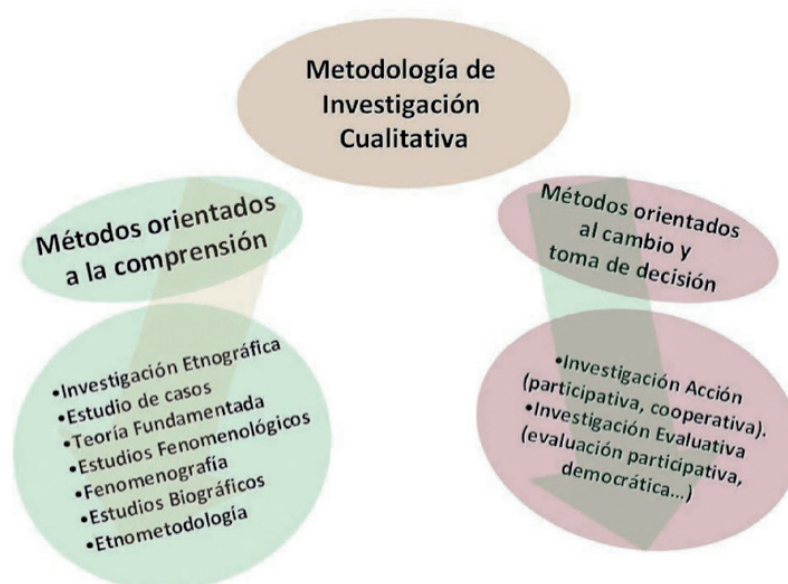 Metodología de
Investigación
Cualitativa
Métodos orientados
a la comprensión
•Investigación Etnográfica
•Estudio de casos
•Teoría Fundamentada
•Estudios Fenomenológicos
•Fenomenografía
•Estudios Biográficos
•Etnometodología
Métodos orientados
al cambio y
toma de decisión
•Investigación Acción
(participativa, cooperativa).
•Investigación Evaluativa
(evaluación participativa,
democrática...)